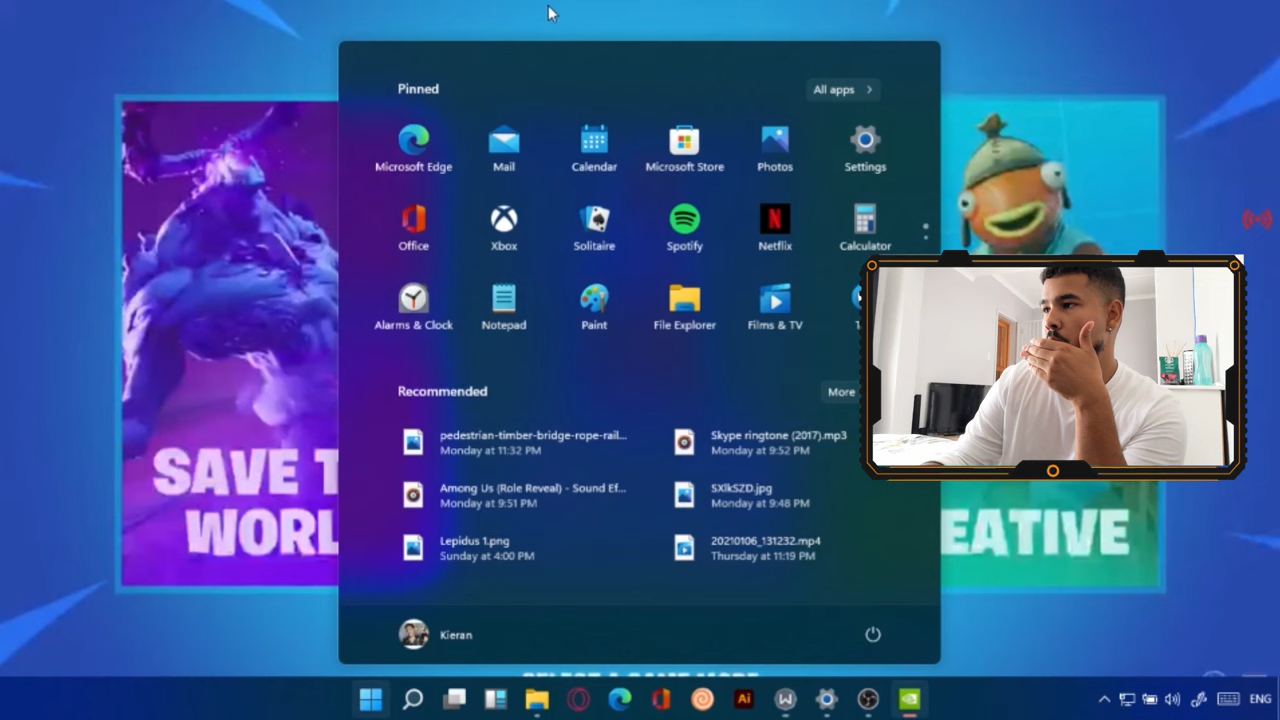 Pinned
All apps
Microsoft Edge
Mail
Calendar
Microsoft Store
Photos
Settings
Office
Xbox
Solitaire
Spotify
Netflix
Calculator
Alarms & Clock
Notepad
Paint
File Explorer
Films & TV
SAVE T
WORL
EATIVE
Recommended
More
pedestrian-timber-bridge-rope-rail...
Monday at 11:32 PM
Skype ringtone (2017).mp3
Monday at 9:52 PM
Among Us (Role Reveal) - Sound Ef...
Monday at 9:51 PM
SXlkSZD.jpg
Monday at 9:48 PM
Lepidus 1.png
Sunday at 4:00 PM
20210106_131232.mp4
Thursday at 11:19 PM
Kieran
SELECT A GAME MODE
Ai
ENG